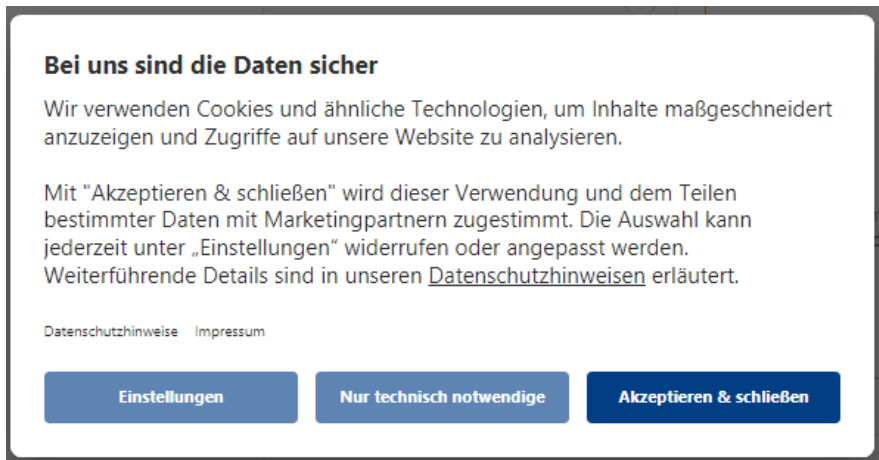 Bei uns sind die Daten sicher
Wir verwenden Cookies und ähnliche Technologien, um Inhalte maßgeschneidert
anzuzeigen und Zugriffe auf unsere Website zu analysieren.
Mit "Akzeptieren & schließen" wird dieser Verwendung und dem Teilen
bestimmter Daten mit Marketingpartnern zugestimmt. Die Auswahl kann
jederzeit unter „Einstellungen“ widerrufen oder angepasst werden.
Weiterführende Details sind in unseren Datenschutzhinweisen erläutert.
Datenschutzhinweise Impressum
Einstellungen Nur technisch notwendige Akzeptieren & schließen